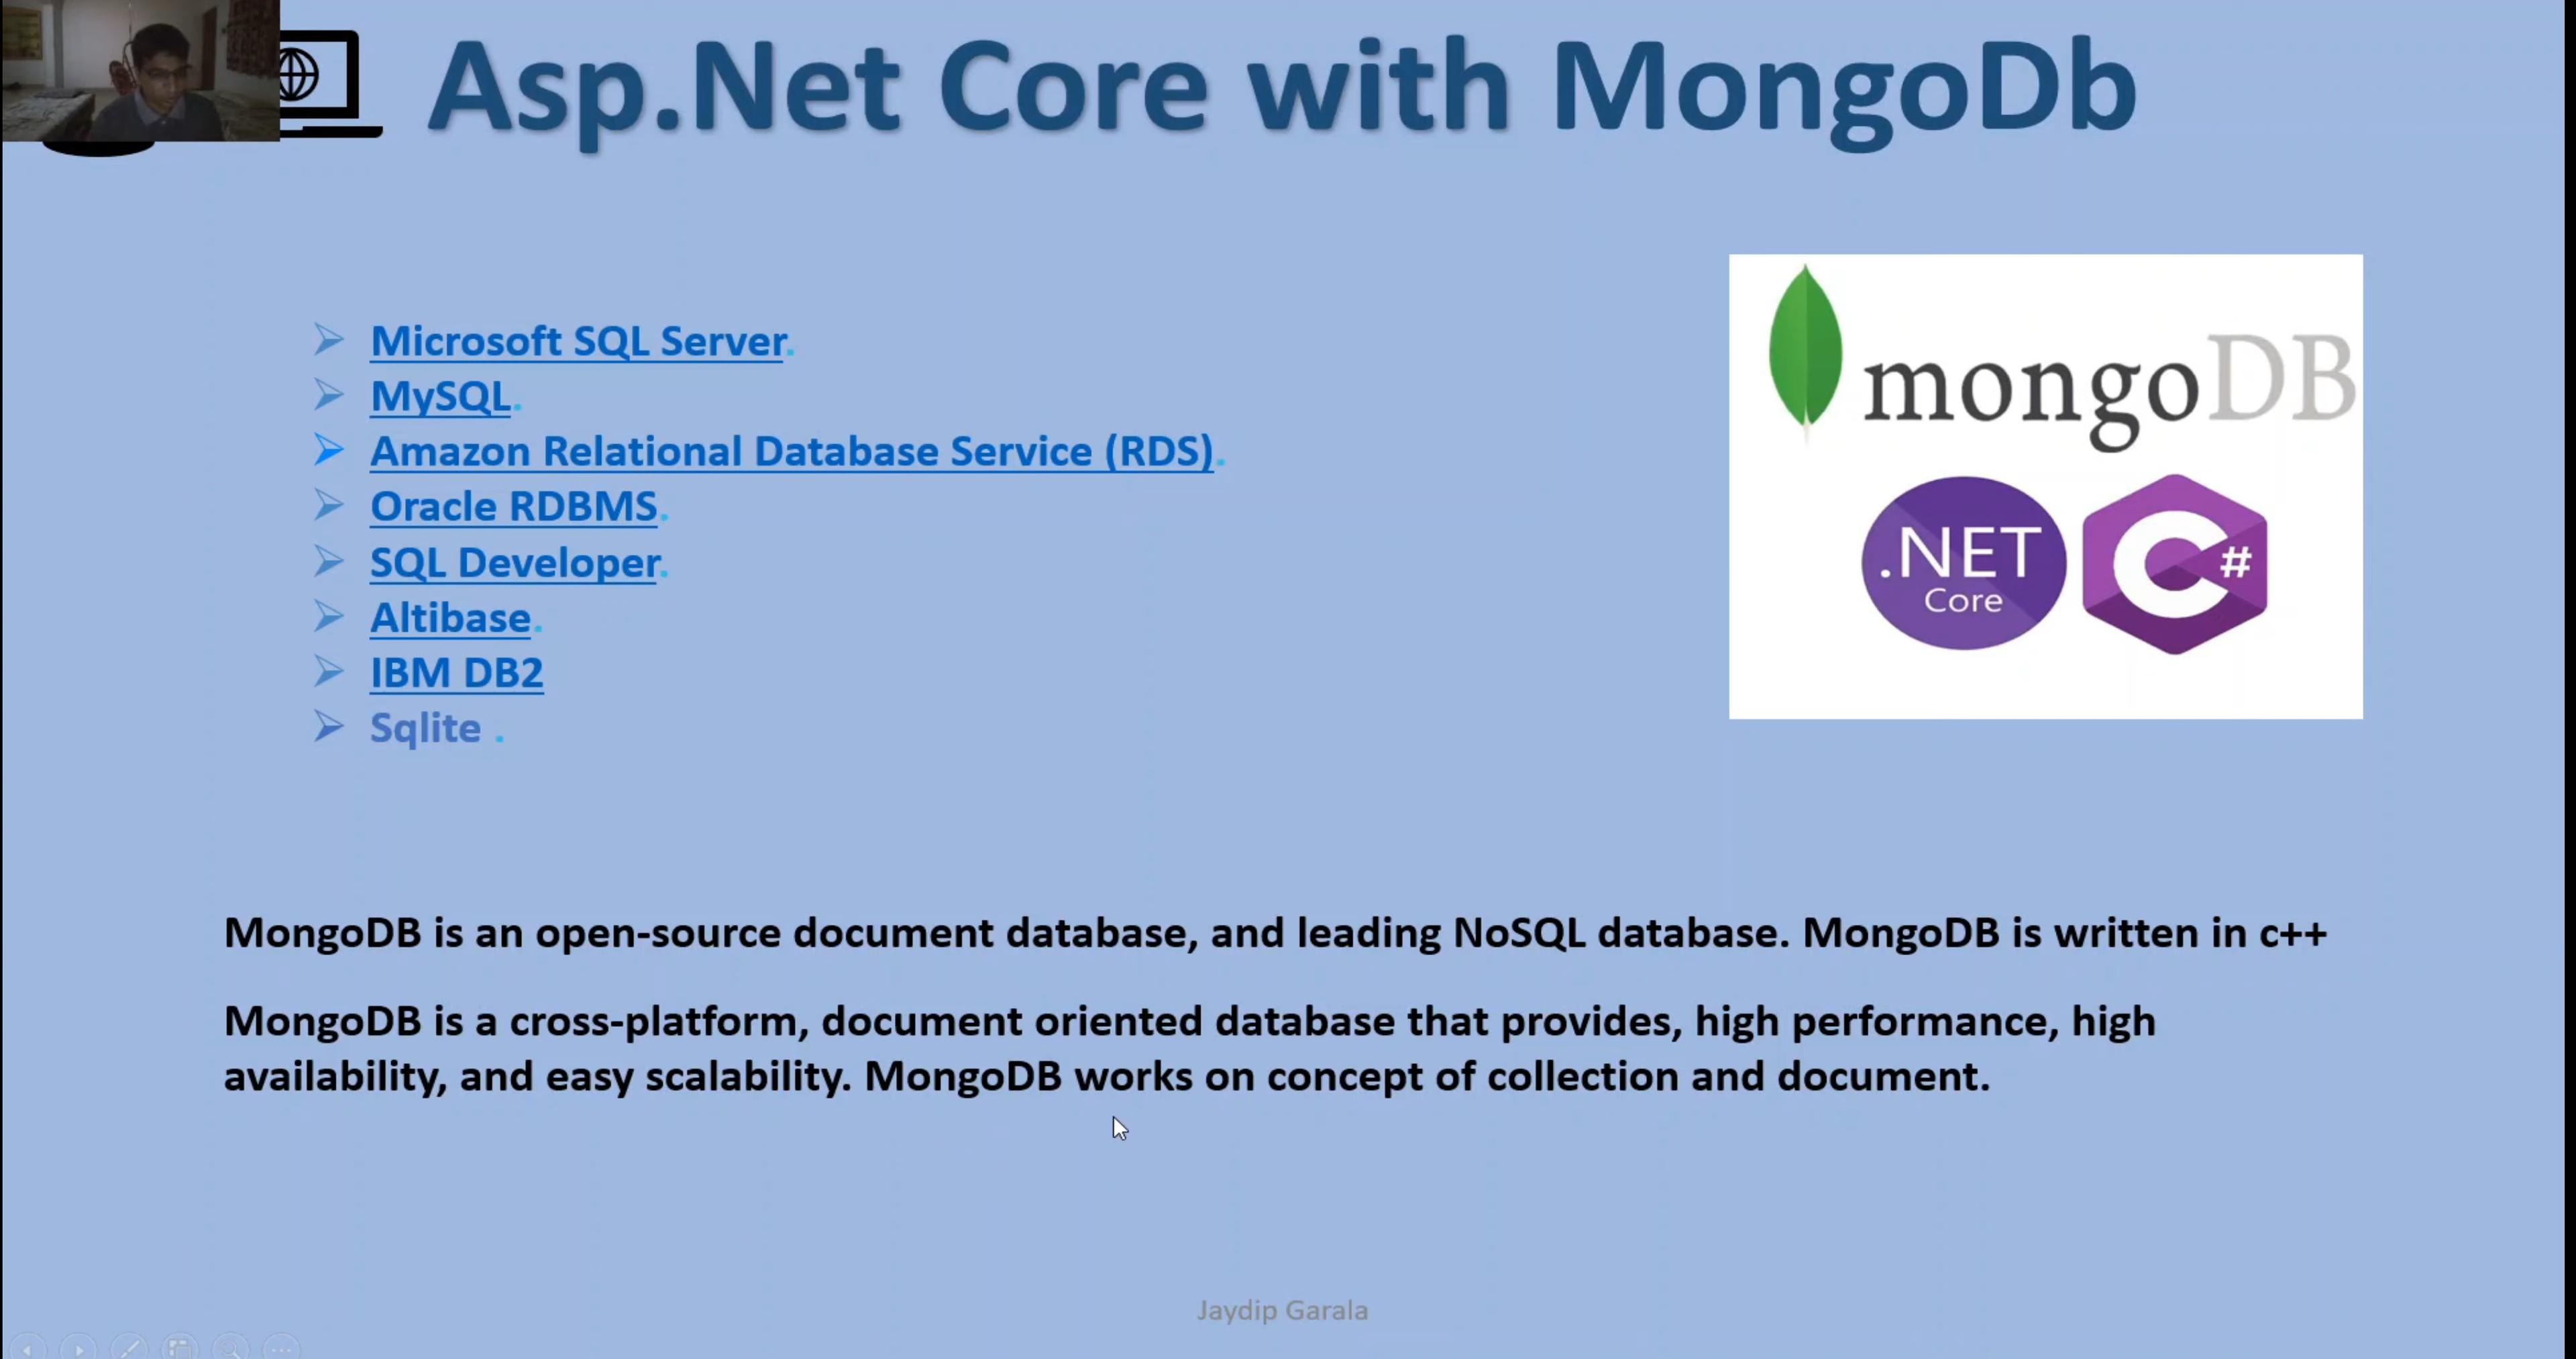 Asp.Net Core with MongoDb
Microsoft SQL Server.
MySQL.
Amazon Relational Database Service (RDS).
Oracle RDBMS.
SQL Developer.
Altibase.
IBM DB2
Sqlite .
mongoDB
.NET
Core
C#
MongoDB is an open-source document database, and leading NoSQL database. MongoDB is written in c++
MongoDB is a cross-platform, document oriented database that provides, high performance, high
availability, and easy scalability. MongoDB works on concept of collection and document.
Jaydip Garala